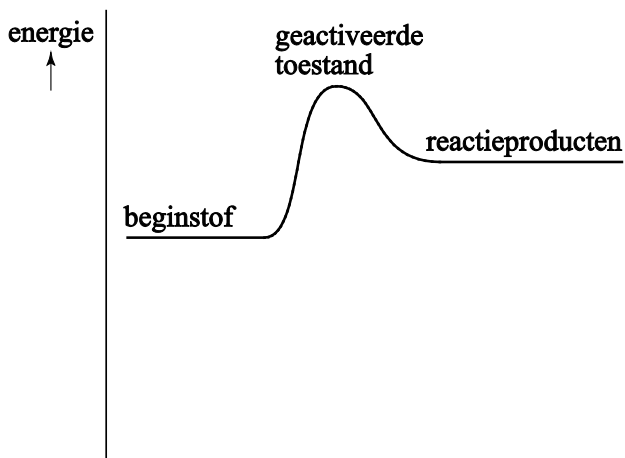 energie
geactiveerde
toestand
reactieproducten
beginstof